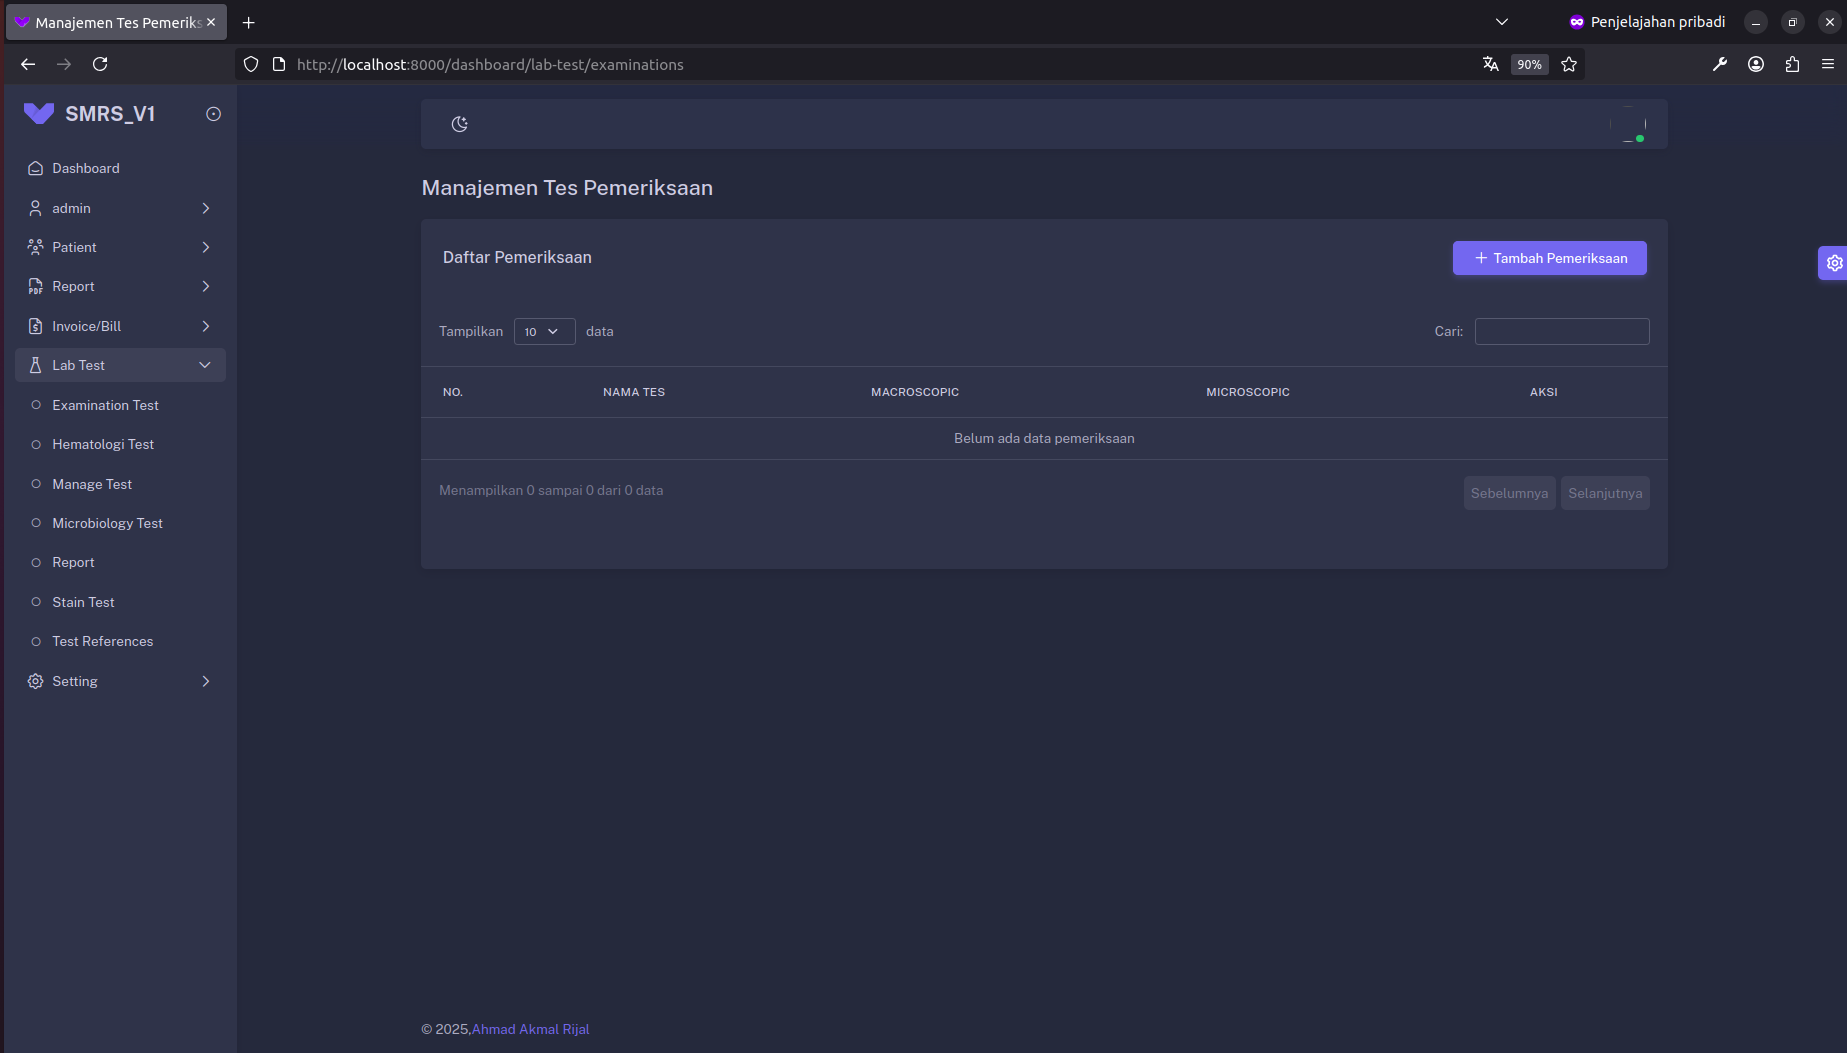 Manajemen Tes Pemeriks
Penjelajahan pribadi
http://localhost:8000/dashboard/lab-test/examinations
90%
SMRS_V1
Dashboard
admin
Patient
Report
Invoice/Bill
Lab Test
Examination Test
Hematologi Test
Manage Test
Microbiology Test
Report
Stain Test
Test References
Setting
Manajemen Tes Pemeriksaan
Daftar Pemeriksaan
+ Tambah Pemeriksaan
Tampilkan 10 data
Cari:
NO. NAMA TES MACROSCOPIC MICROSCOPIC AKSI
Belum ada data pemeriksaan
Menampilkan 0 sampai 0 dari 0 data
Sebelumnya Selanjutnya
© 2025,Ahmad Akmal Rijal